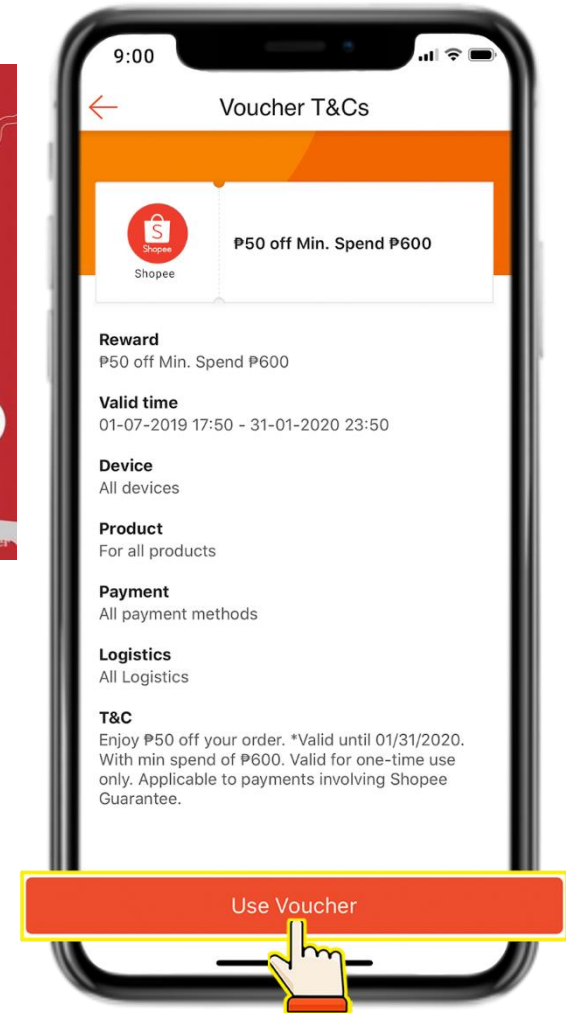 9:00
Voucher T&Cs
S
Shopee
Shopee
₱50 off Min. Spend ₱600
Reward
₱50 off Min. Spend ₱600
Valid time
01-07-2019 17:50 - 31-01-2020 23:50
Device
All devices
Product
For all products
Payment
All payment methods
Logistics
All Logistics
T&C
Enjoy ₱50 off your order. *Valid until 01/31/2020.
With min spend of ₱600. Valid for one-time use
only. Applicable to payments involving Shopee
Guarantee.
Use Voucher